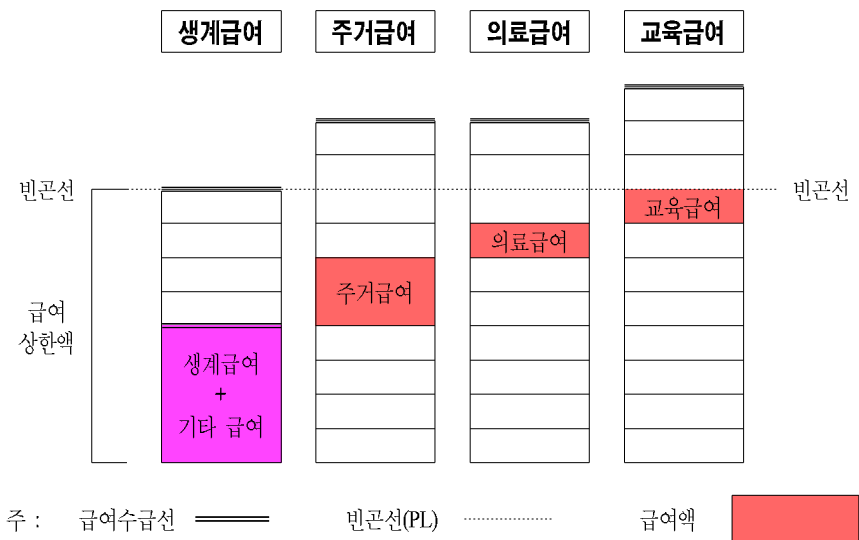 생계급여 주거급여 의료급여 교육급여
빈곤선 빈곤선
교육급여
의료급여
주거급여
급여
상한액
생계급여
+
기타 급여
주 : 급여수급선 빈곤선(PL) 급여액